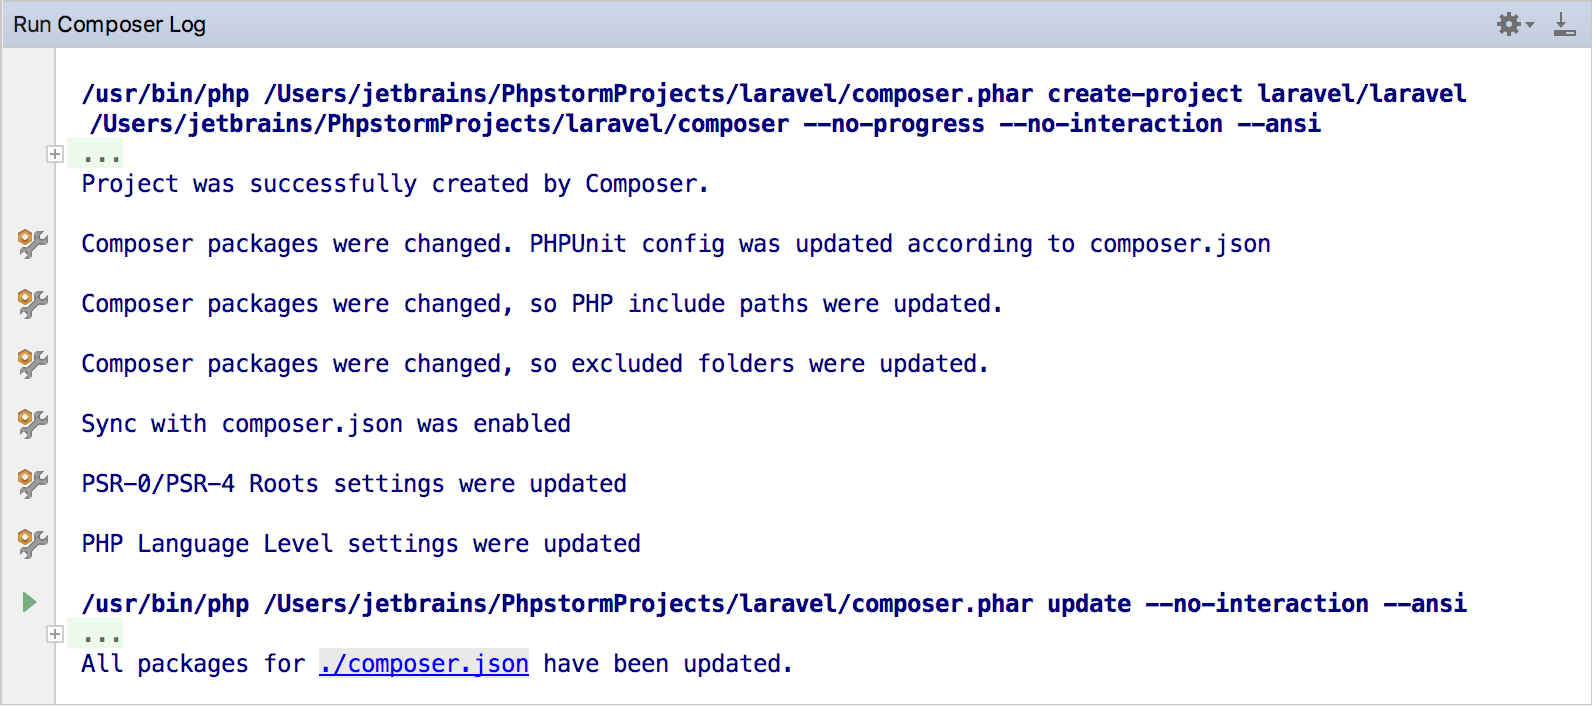 Run Composer Log
/usr/bin/php /Users/jetbrains/PhpstormProjects/laravel/composer.phar create-project laravel/laravel
/Users/jetbrains/PhpstormProjects/laravel/composer --no-progress --no-interaction --ansi
...
Project was successfully created by Composer.
Composer packages were changed. PHPUnit config was updated according to composer.json
Composer packages were changed, so PHP include paths were updated.
Composer packages were changed, so excluded folders were updated.
Sync with composer.json was enabled
PSR-0/PSR-4 Roots settings were updated
PHP Language Level settings were updated
/usr/bin/php /Users/jetbrains/PhpstormProjects/laravel/composer.phar update --no-interaction --ansi
...
All packages for ./composer.json have been updated.